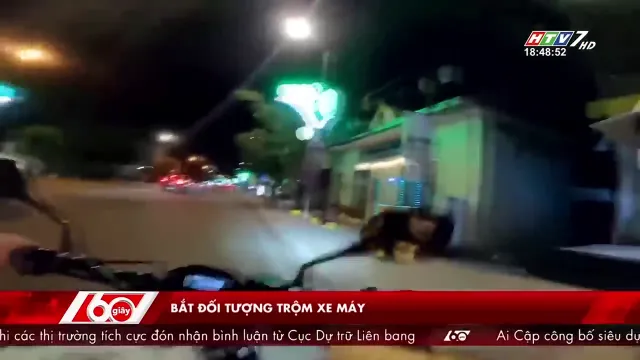 HTV7 HD
18:48:52
60 giây
BẮT ĐỐI TƯỢNG TRỘM XE MÁY
hi các thị trường tích cực đón nhận bình luận từ Cục Dự trữ Liên bang 60 Ai Cập công bố siêu dự